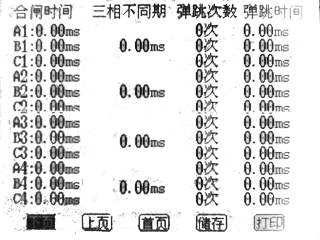 合闸时间 三相不同期 弹跳次数 弹跳时间
A1:0.00ms 0次 0.00ms
B1:0.00ms 0.00ms 0次 0.00ms
C1:0.00ms 0次 0.00ms
A2:0.00ms 0次 0.00ms
B2:0.00ms 0.00ms 0次 0.00ms
C2:0.00ms 0次 0.00ms
A3:0.00ms 0次 0.00ms
B3:0.00ms 0.00ms 0次 0.00ms
C3:0.00ms 0次 0.00ms
A4:0.00ms 0次 0.00ms
B4:0.00ms 0.00ms 0次 0.00ms
C4:0.00ms 0次 0.00ms
上页 首页 储存 打印